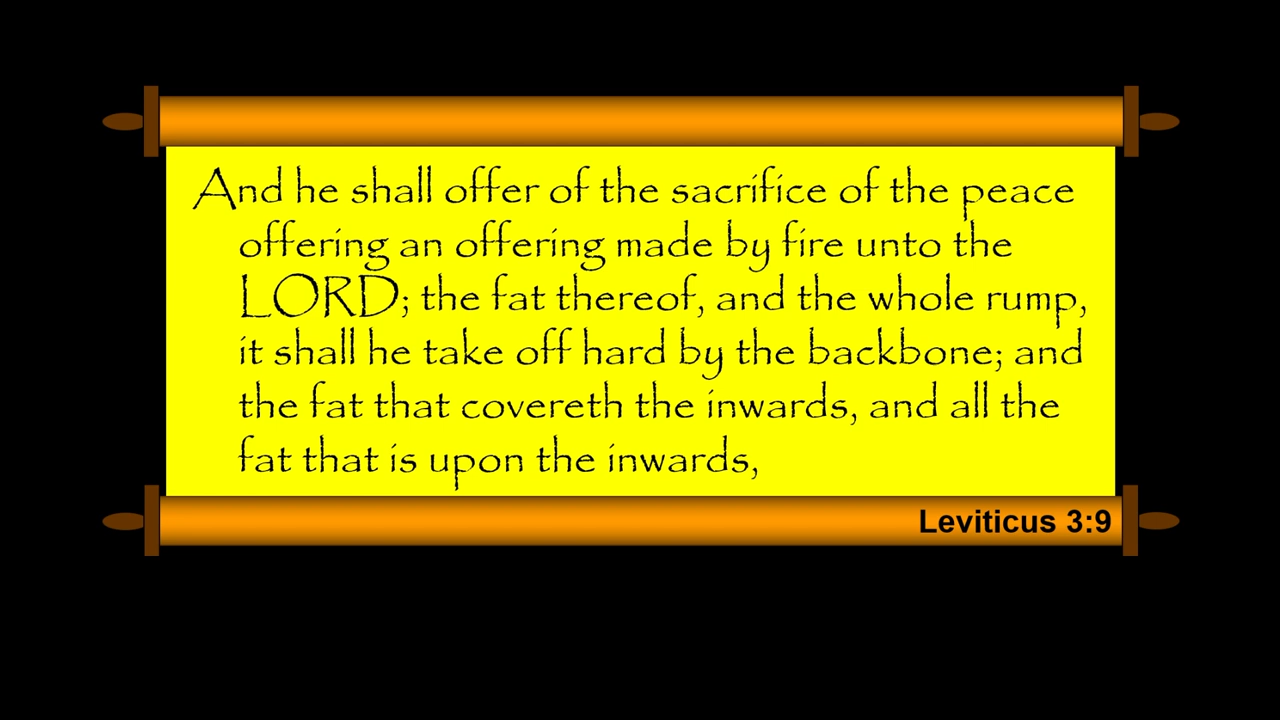 And he shall offer of the sacrifice of the peace
offering an offering made by fire unto the
LORD; the fat thereof, and the whole rump,
it shall he take off hard by the backbone; and
the fat that covereth the inwards, and all the
fat that is upon the inwards,
Leviticus 3:9